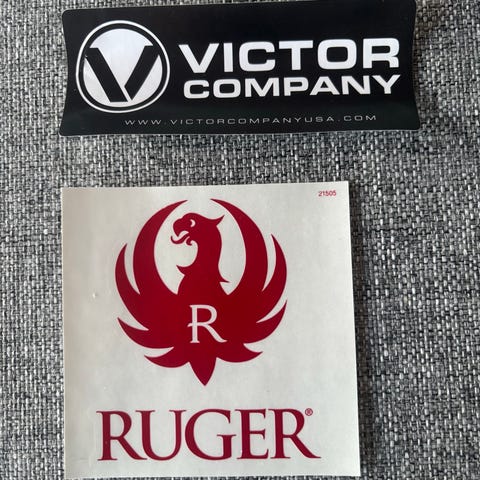 V
VICTOR
COMPANY
WWW.VICTORCOMPANYUSA.COM
21505
R
RUGER®